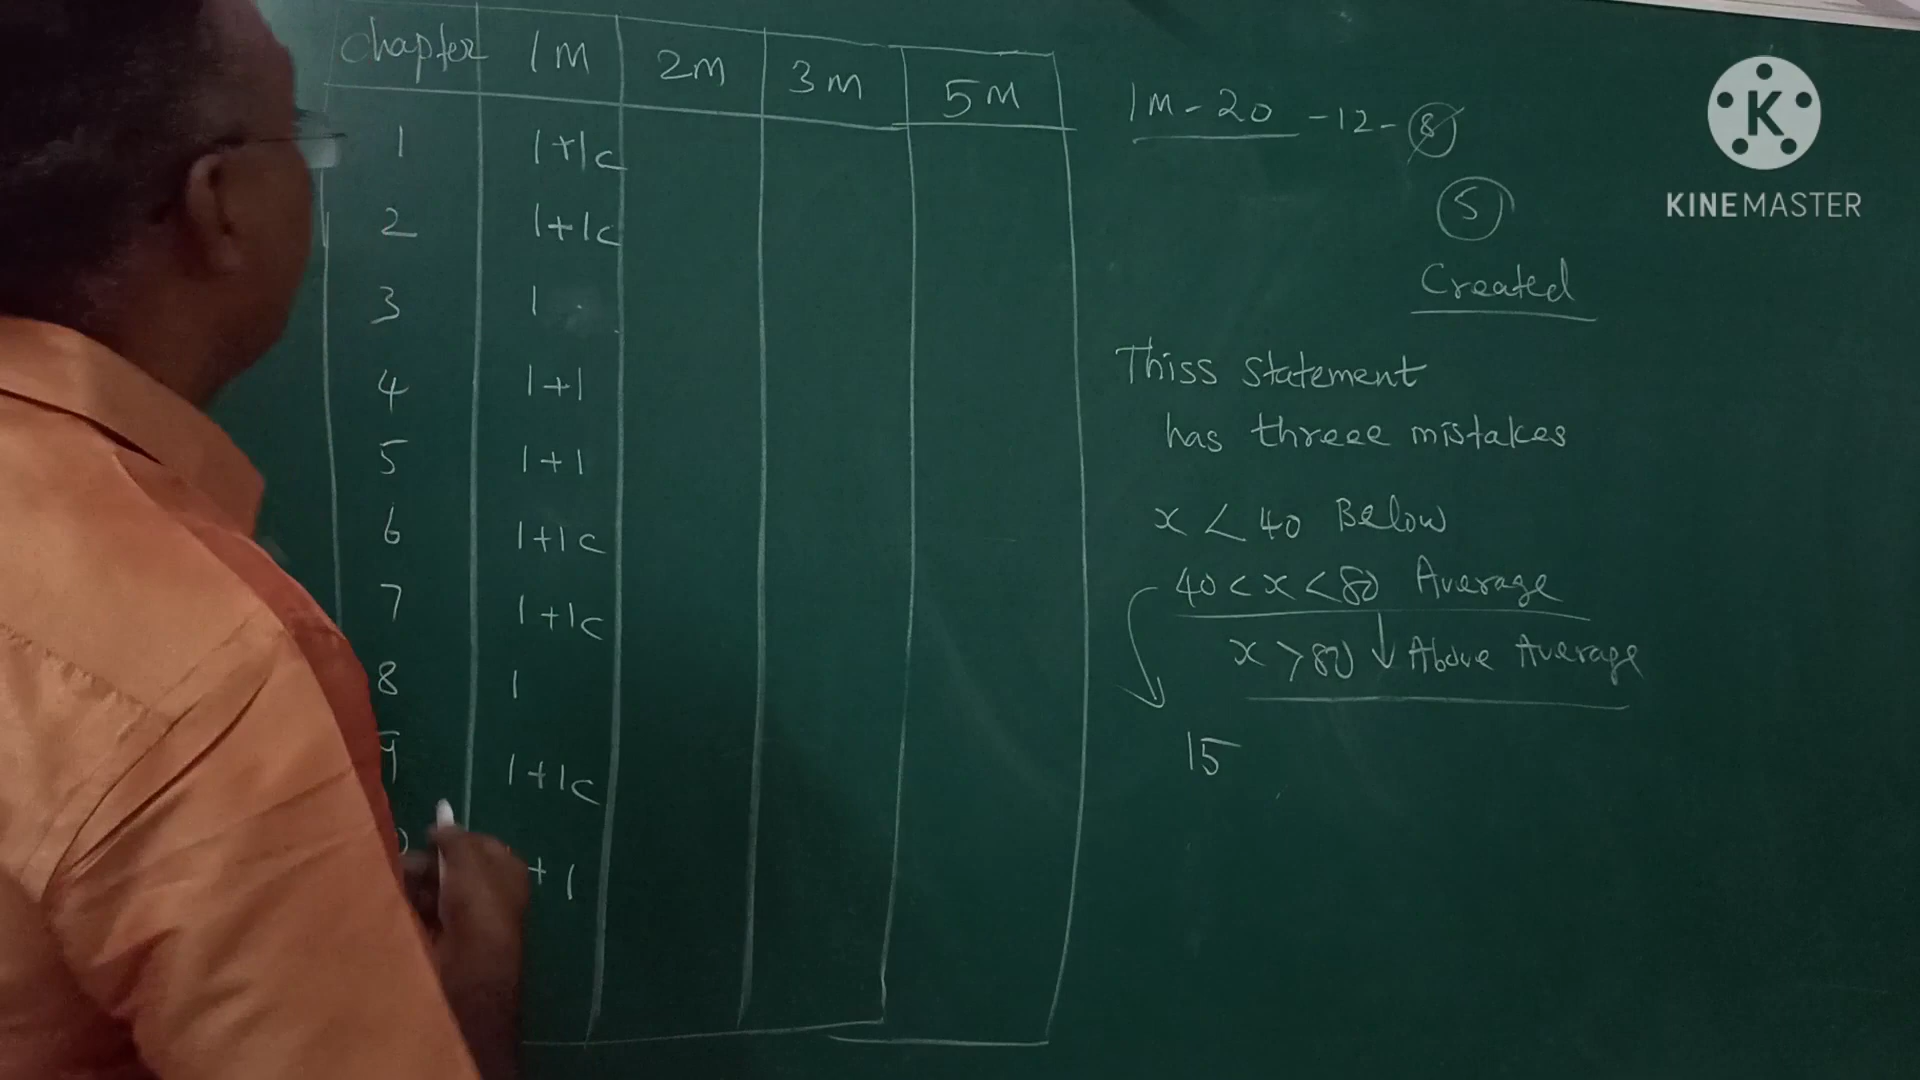 chapter 1M 2M 3M 5M
1 1+1c
2 1+1c
3 1
4 1+1
5 1+1
6 1+1c
7 1+1c
8 1
9 1+1c
+1
1M - 20 - 12 - 8
5
Created
Thiss statement
has threee mistakes
x < 40 Below
40 < x < 80 Average
x > 80 ↓ Above Average
15
K
KINEMASTER